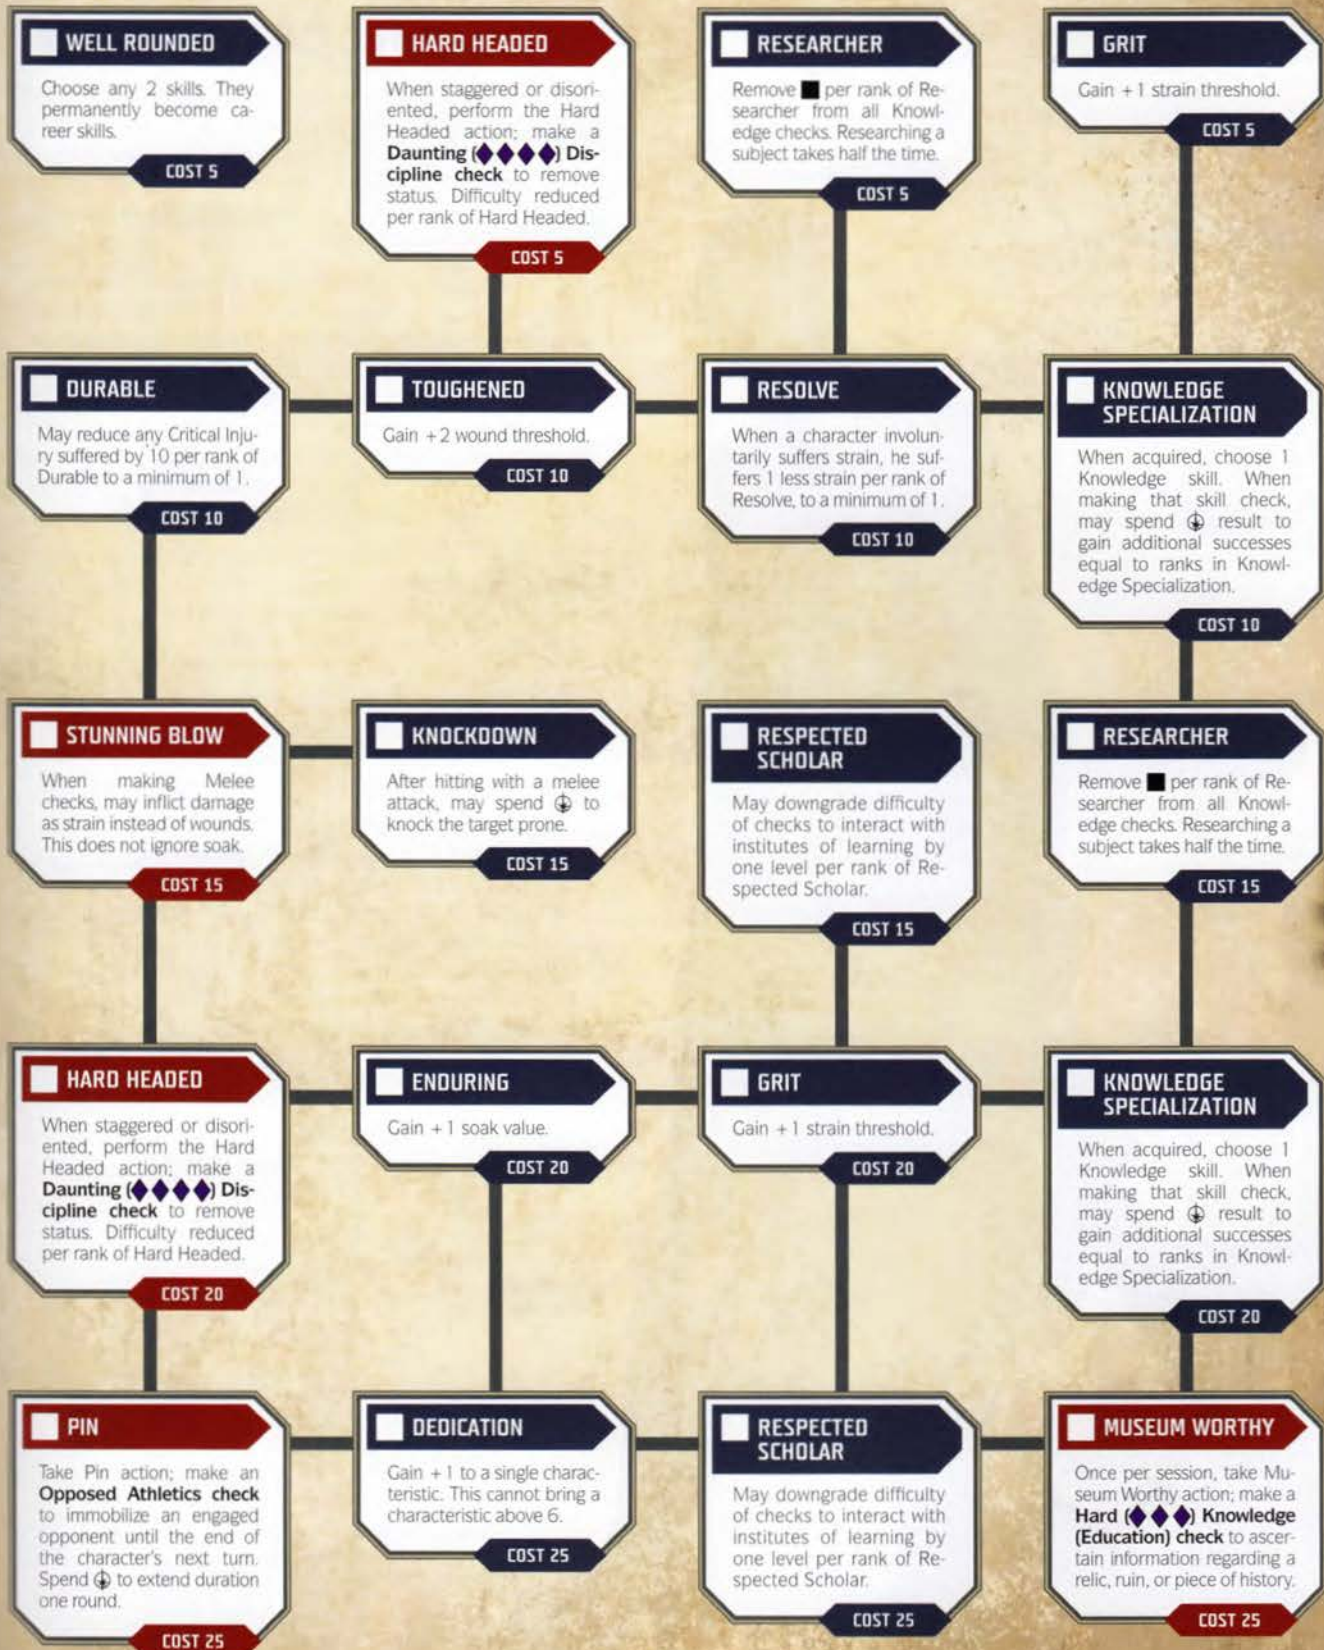 WELL ROUNDED
Choose any 2 skills. They
permanently become ca-
reer skills.
COST 5
HARD HEADED
When staggered or disori-
ented, perform the Hard
Headed action; make a
Daunting (◆◆◆◆) Dis-
cipline check to remove
status. Difficulty reduced
per rank of Hard Headed.
COST 5
RESEARCHER
Remove ■ per rank of Re-
searcher from all Knowl-
edge checks. Researching a
subject takes half the time.
COST 5
GRIT
Gain +1 strain threshold.
COST 5
DURABLE
May reduce any Critical Inju-
ry suffered by 10 per rank of
Durable to a minimum of 1.
COST 10
TOUGHENED
Gain +2 wound threshold.
COST 10
RESOLVE
When a character involun-
tarily suffers strain, he suf-
fers 1 less strain per rank of
Resolve, to a minimum of 1.
COST 10
KNOWLEDGE
SPECIALIZATION
When acquired, choose 1
Knowledge skill. When
making that skill check,
may spend result to
gain additional successes
equal to ranks in Knowl-
edge Specialization.
COST 10
STUNNING BLOW
When making Melee
checks, may inflict damage
as strain instead of wounds.
This does not ignore soak.
COST 15
KNOCKDOWN
After hitting with a melee
attack, may spend to
knock the target prone.
COST 15
RESPECTED
SCHOLAR
May downgrade difficulty
of checks to interact with
institutes of learning by
one level per rank of Re-
spected Scholar.
COST 15
RESEARCHER
Remove ■ per rank of Re-
searcher from all Knowl-
edge checks. Researching a
subject takes half the time.
COST 15
HARD HEADED
When staggered or disori-
ented, perform the Hard
Headed action; make a
Daunting (◆◆◆◆) Dis-
cipline check to remove
status. Difficulty reduced
per rank of Hard Headed.
COST 20
ENDURING
Gain +1 soak value.
COST 20
GRIT
Gain +1 strain threshold.
COST 20
KNOWLEDGE
SPECIALIZATION
When acquired, choose 1
Knowledge skill. When
making that skill check,
may spend result to
gain additional successes
equal to ranks in Knowl-
edge Specialization.
COST 20
PIN
Take Pin action; make an
Opposed Athletics check
to immobilize an engaged
opponent until the end of
the character's next turn.
Spend to extend duration
one round.
COST 25
DEDICATION
Gain +1 to a single charac-
teristic. This cannot bring a
characteristic above 6.
COST 25
RESPECTED
SCHOLAR
May downgrade difficulty
of checks to interact with
institutes of learning by
one level per rank of Re-
spected Scholar.
COST 25
MUSEUM WORTHY
Once per session, take Mu-
seum Worthy action; make a
Hard (◆◆◆) Knowledge
(Education) check to ascer-
tain information regarding a
relic, ruin, or piece of history.
COST 25